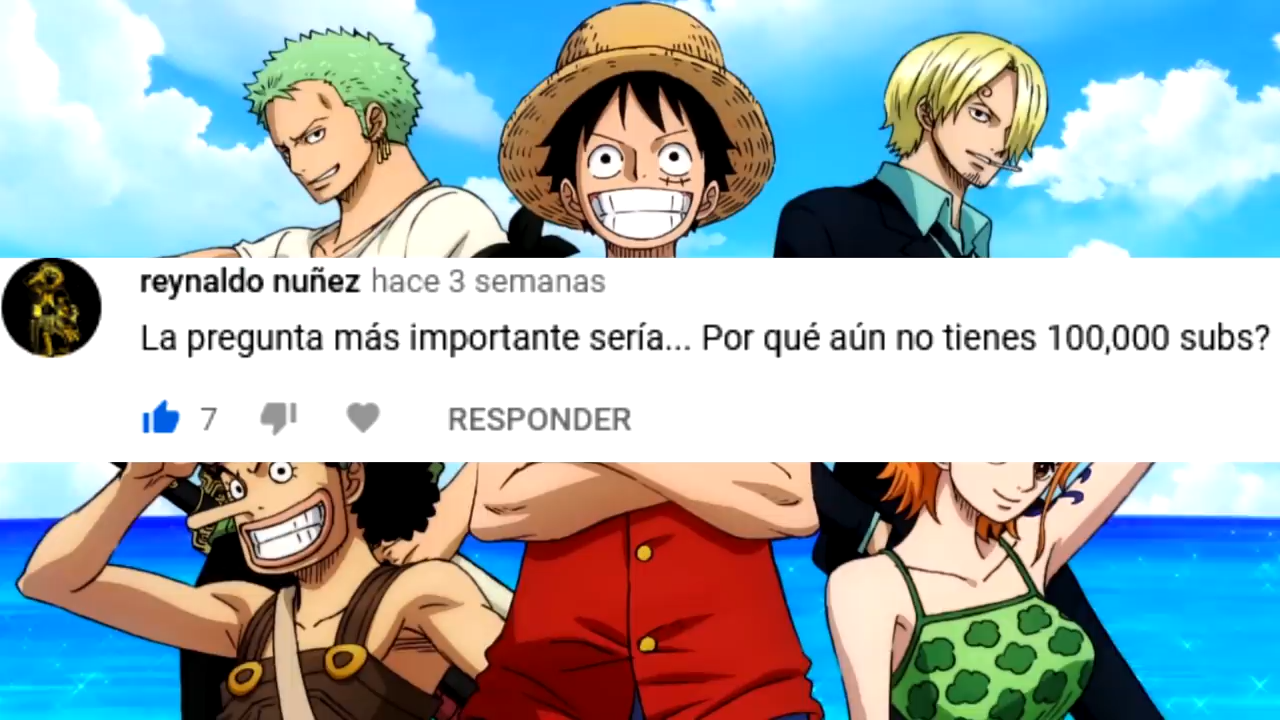 reynaldo nuñez hace 3 semanas
La pregunta más importante sería... Por qué aún no tienes 100,000 subs?
7
RESPONDER